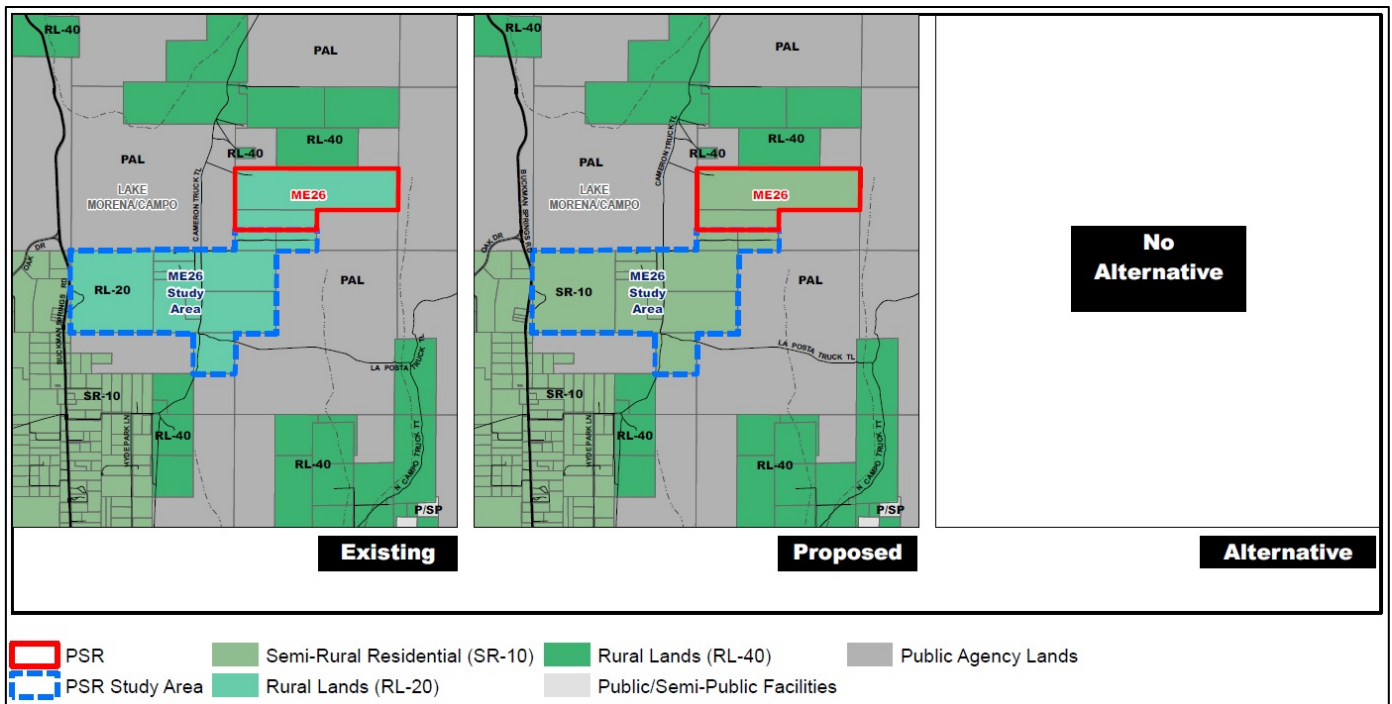 RL-40
PAL
RL-40
RL-40
PAL
LAKE
MORENA/CAMPO
CAMERON TRUCK TL
ME26
OAK DR
BUCKMAN SPRINGS RD
RL-20
ME26
Study
Area
PAL
LA POSTA TRUCK TL
SR-10
HYDE PARK LN
RL-40
RL-40
N CAMPO TRUCK TT
P/SP
Existing
RL-40
PAL
RL-40
RL-40
PAL
LAKE
MORENA/CAMPO
BUCKMAN SPRINGS RD
CAMERON TRUCK TL
ME26
OAK DR
SR-10
ME26
Study
Area
PAL
LA POSTA TRUCK TL
SR-10
HYDE PARK LN
RL-40
RL-40
N CAMPO TRUCK TT
P/SP
Proposed
No
Alternative
Alternative
PSR
Semi-Rural Residential (SR-10)
Rural Lands (RL-40)
Public Agency Lands
PSR Study Area
Rural Lands (RL-20)
Public/Semi-Public Facilities